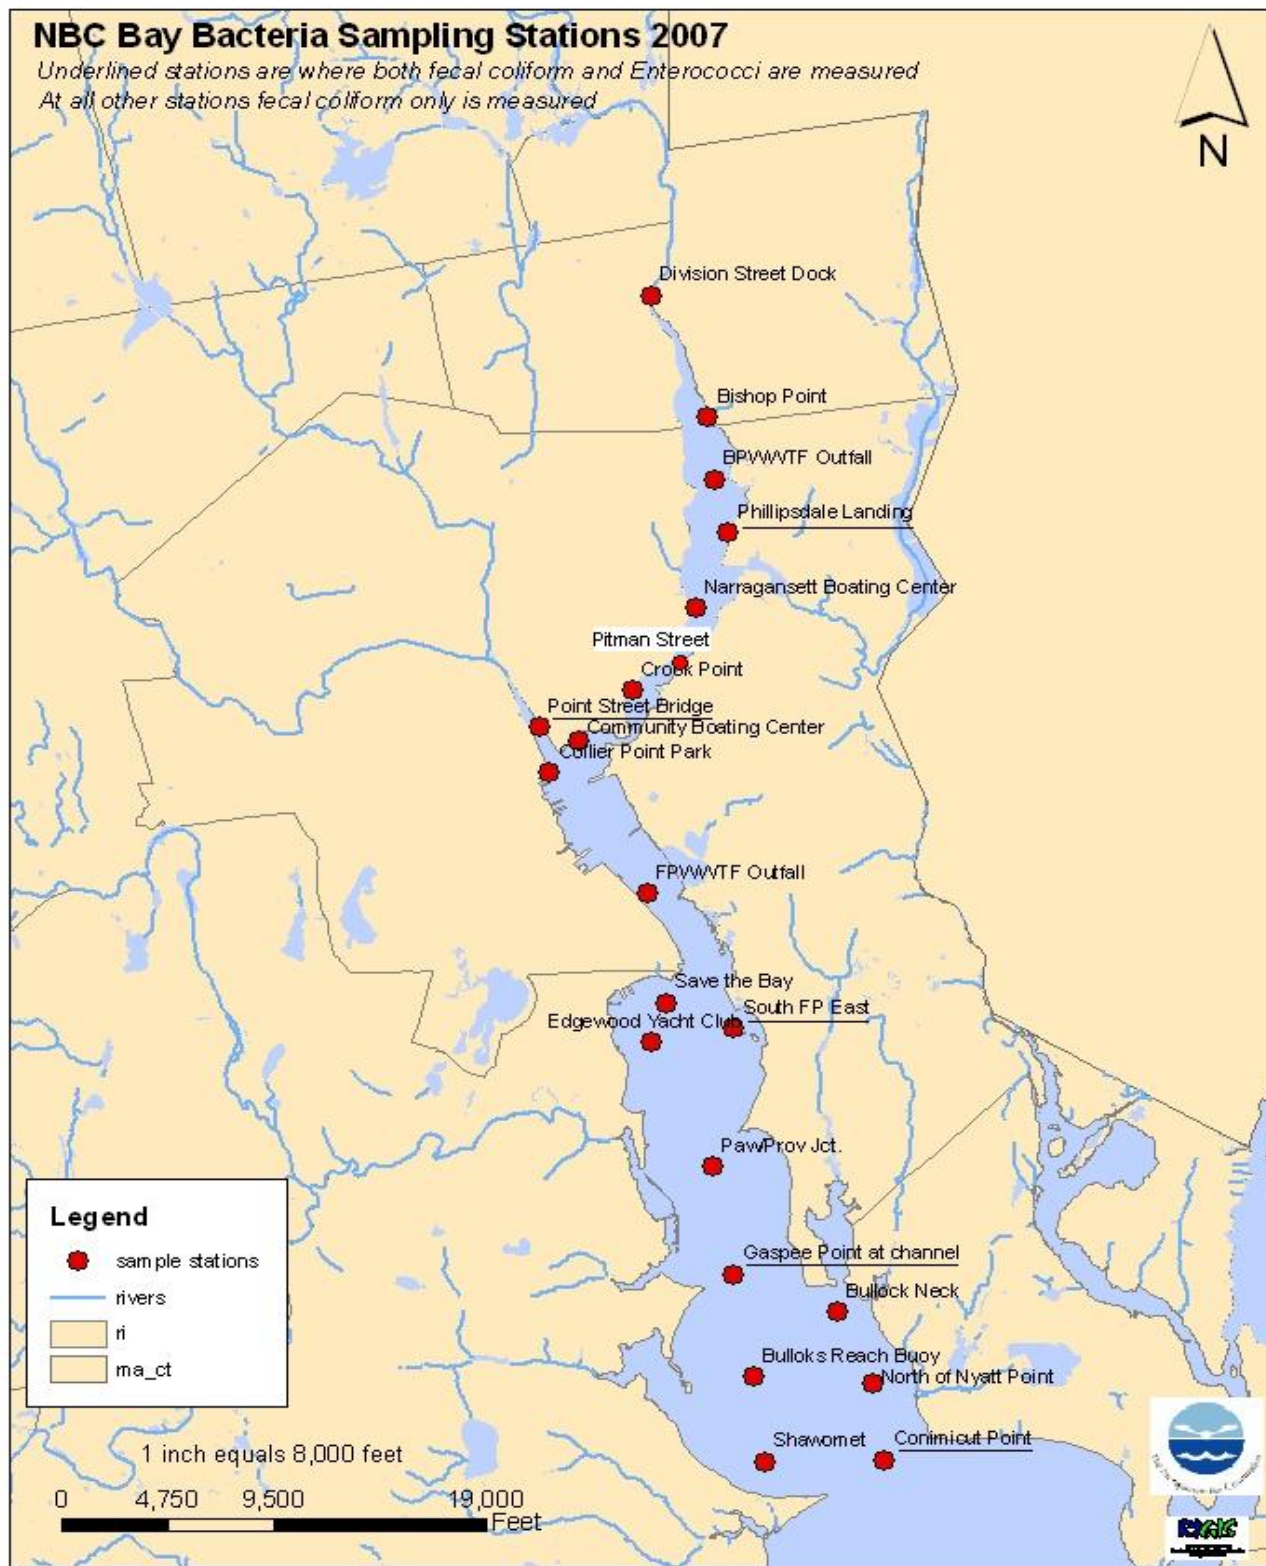 NBC Bay Bacteria Sampling Stations 2007
Underlined stations are where both fecal coliform and Enterococci are measured
At all other stations fecal coliform only is measured
N
Division Street Dock
Bishop Point
BPWWTF Outfall
Phillipsdale Landing
Narragansett Boating Center
Pitman Street
Crook Point
Point Street Bridge
Community Boating Center
Collier Point Park
FPWWTF Outfall
Save the Bay
South FP East
Edgewood Yacht Club
Paw/Prov Jct.
Gaspee Point at channel
Bullock Neck
Bulloks Reach Buoy
North of Nyatt Point
Shawomet
Conimicut Point
Legend
sample stations
rivers
ri
ma_ct
1 inch equals 8,000 feet
0 4,750 9,500 19,000
Feet